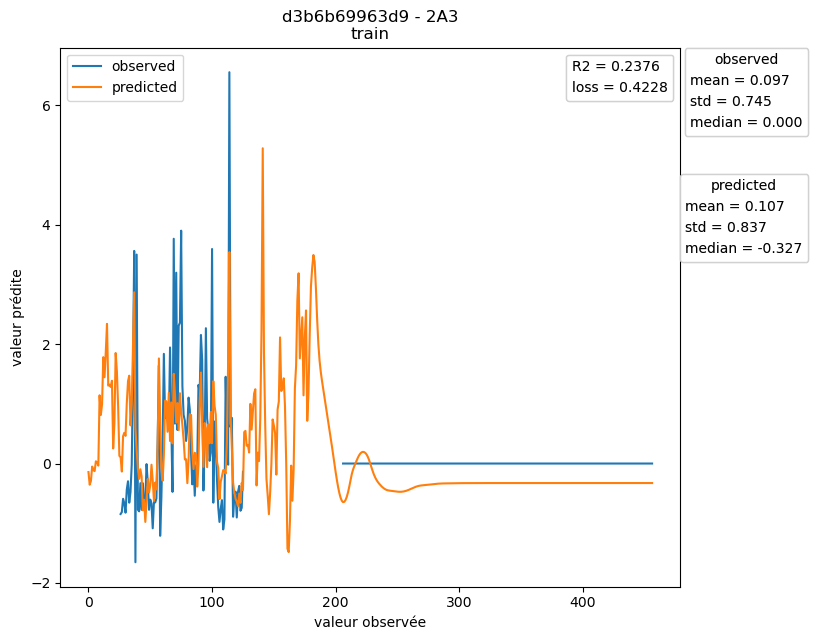 d3b6b69963d9 - 2A3
train
observed
predicted
R2 = 0.2376
loss = 0.4228
observed
mean = 0.097
std = 0.745
median = 0.000
predicted
mean = 0.107
std = 0.837
median = -0.327
valeur prédite
6
4
2
0
−2
0
100
200
300
400
valeur observée